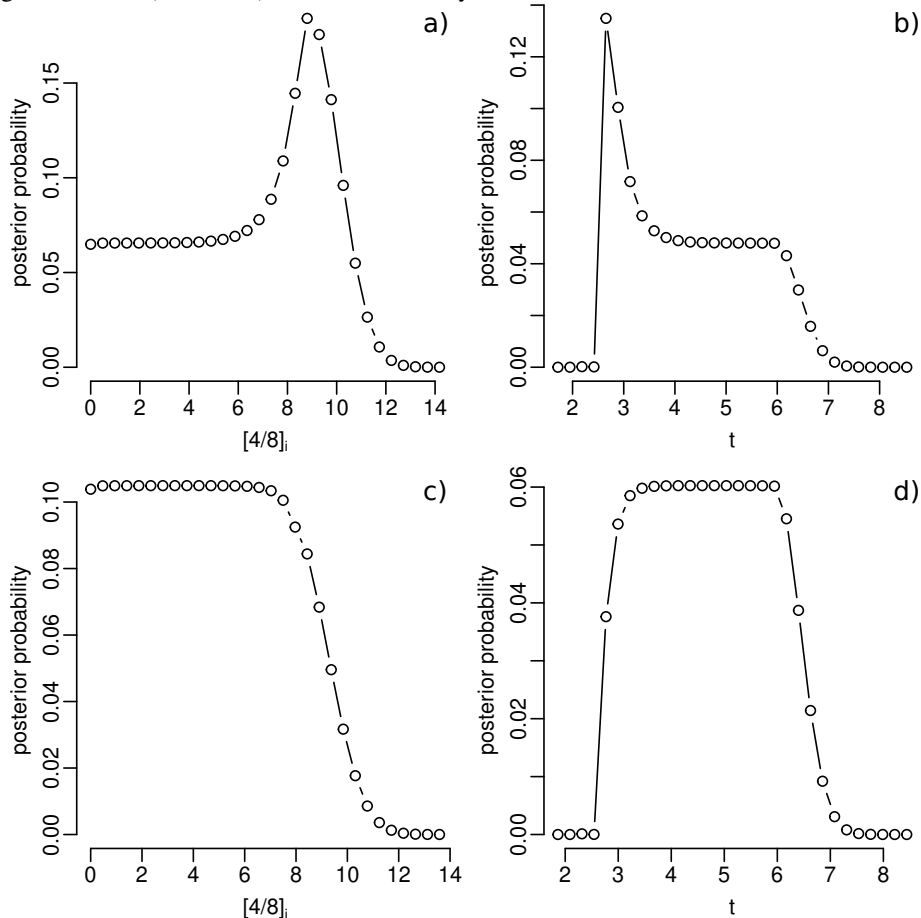 a)
posterior probability
0.00 0.05 0.10 0.15
0 2 4 6 8 10 12 14
[4/8]i
b)
posterior probability
0.00 0.04 0.08 0.12
2 3 4 5 6 7 8
t
c)
posterior probability
0.00 0.02 0.04 0.06 0.08 0.10
0 2 4 6 8 10 12 14
[4/8]i
d)
posterior probability
0.00 0.02 0.04 0.06
2 3 4 5 6 7 8
t